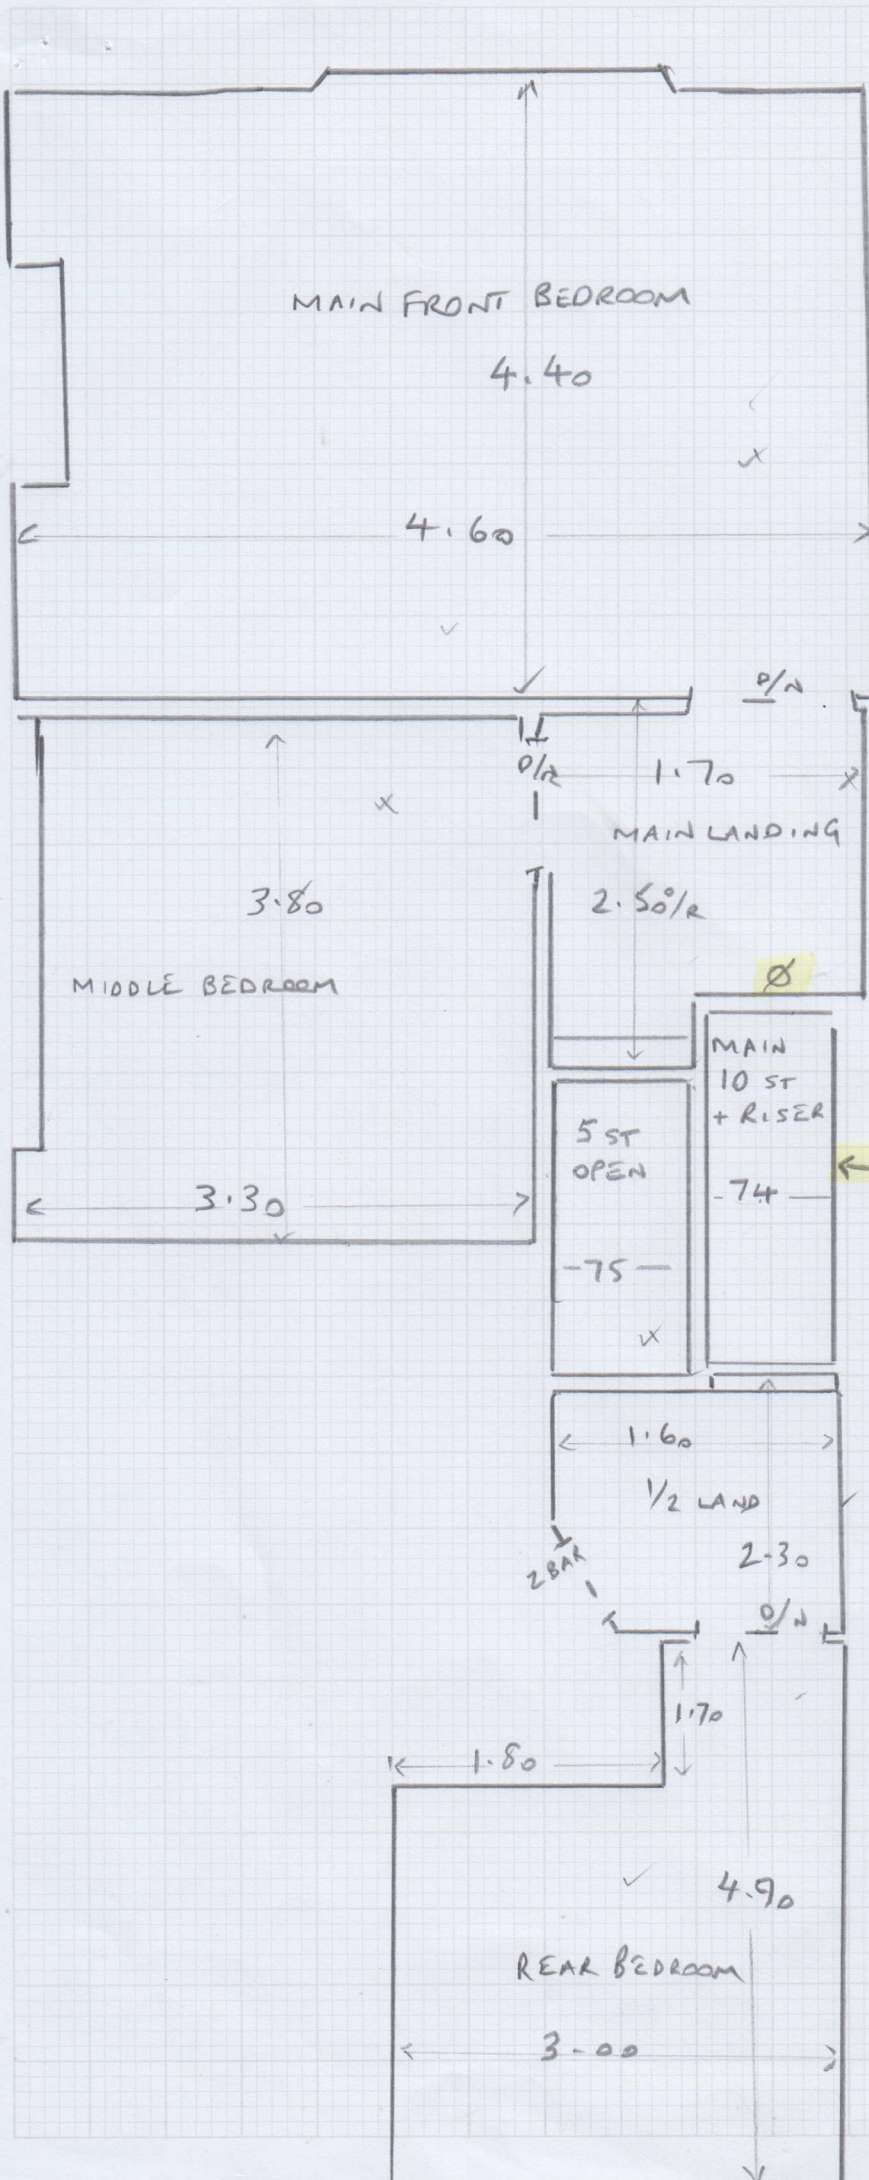 MAIN FRONT BEDROOM
4.40
4.60
D/N
D/R
1.70
MAIN LANDING
3.80
2.50 O/R
MIDDLE BEDROOM
Ø
MAIN
10 ST
+ RISER
5 ST
OPEN
74
3.30
75
1.60
1/2 LAND
2.30
2 BAR
D/N
1.70
1.80
4.90
REAR BEDROOM
3.00